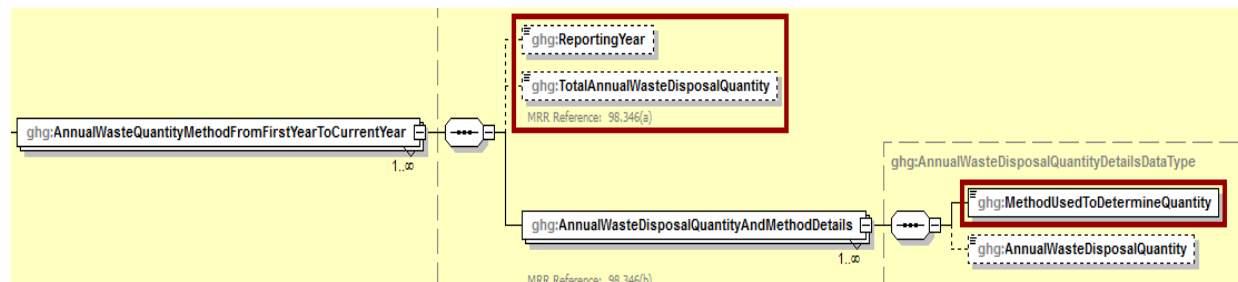 ghg:ReportingYear
ghg:TotalAnnualWasteDisposalQuantity
MRR Reference: 98.346(a)
ghg:AnnualWasteQuantityMethodFromFirstYearToCurrentYear
1..∞
ghg:AnnualWasteDisposalQuantityDetailsDataType
ghg:MethodUsedToDetermineQuantity
ghg:AnnualWasteDisposalQuantityAndMethodDetails
ghg:AnnualWasteDisposalQuantity
1..∞
MRR Reference: 98.346(b)